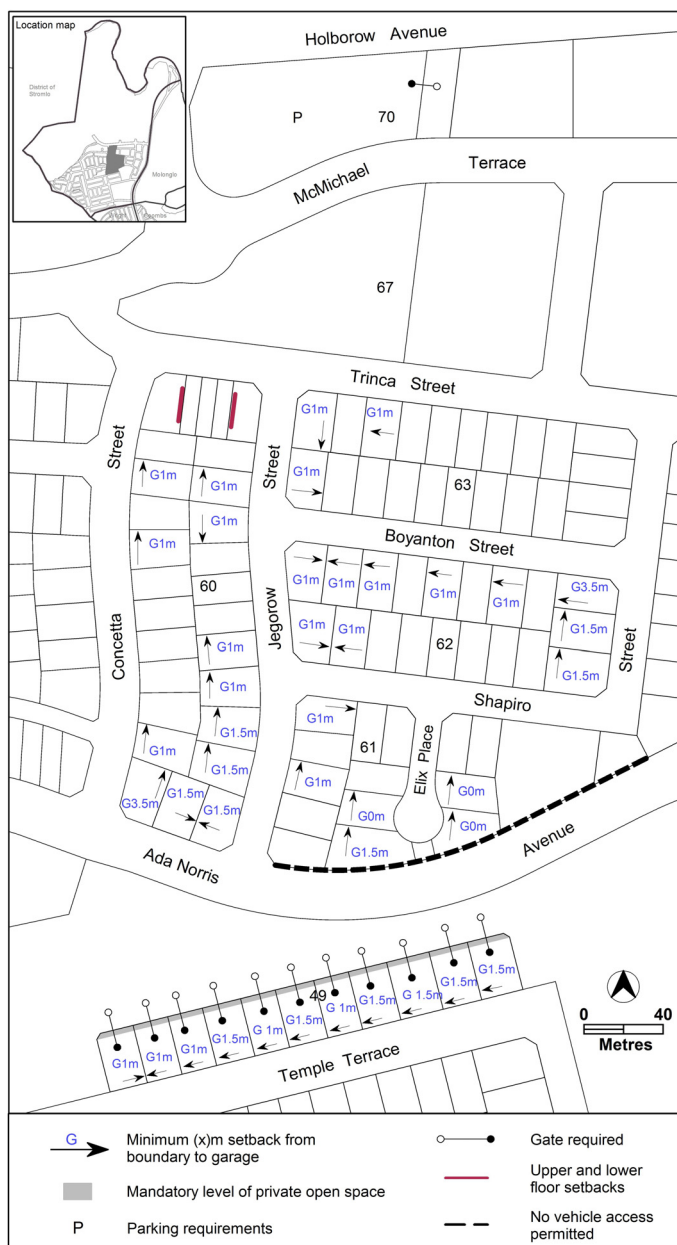 Location map
District of
Stromlo
Molonglo
Wright
Coombs
Holborow Avenue
P
70
McMichael
Terrace
67
Trinca Street
G1m
G1m
Street
Street
G1m
G1m
G1m
63
G1m
G1m
Boyanton Street
60
G1m
G1m
G1m
G1m
G1m
G3.5m
Jegorow
G1m
G1m
62
G1m
G1.5m
Street
Concetta
G1m
G1.5m
Shapiro
G1m
G1.5m
G1m
61
Elix Place
G1.5m
G1m
G0m
G3.5m
G1.5m
G1.5m
G0m
G0m
G1.5m
Ada Norris
Avenue
49
G1m
G1m
G1m
G1.5m
G 1m
G1.5m
G 1m
G1.5m
G 1.5m
G1.5m
G1.5m
Temple Terrace
0
40
Metres
G
Minimum (x)m setback from
boundary to garage
Gate required
Mandatory level of private open space
Upper and lower
floor setbacks
P
Parking requirements
No vehicle access
permitted